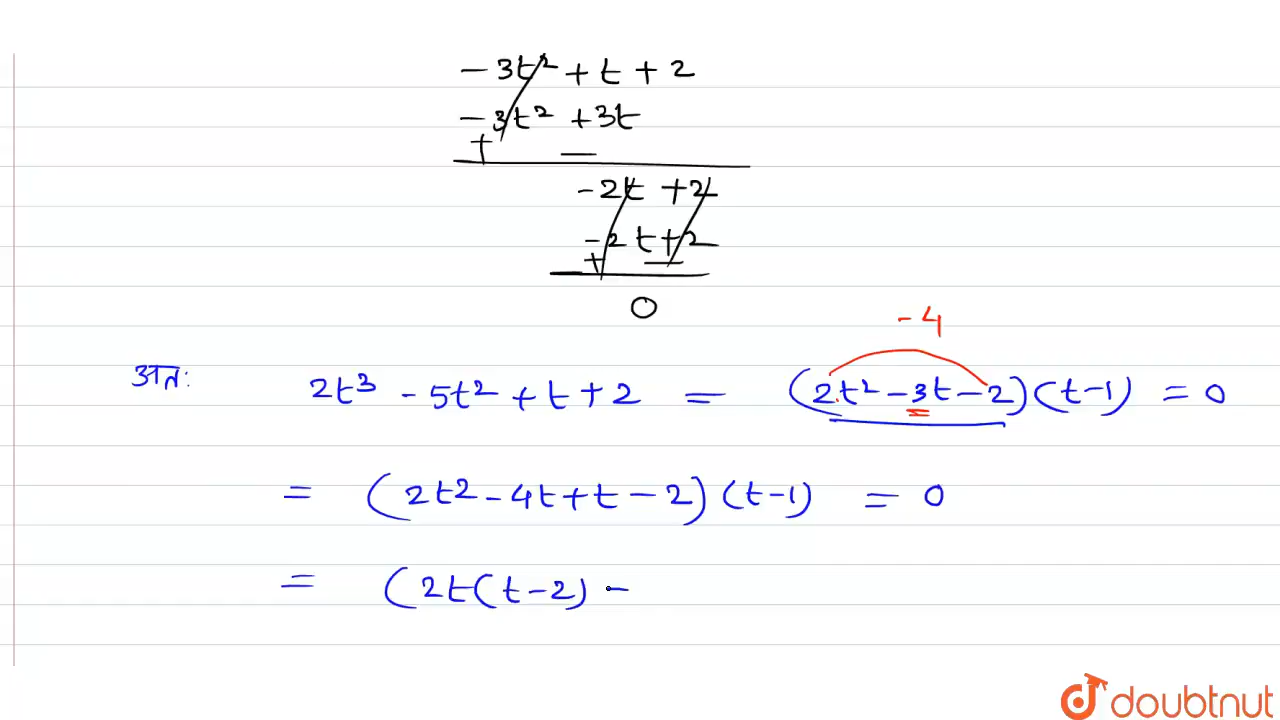 - 3t² + t + 2
- 3t² + 3t
+ —
- 2t + 2
- 2t + 2
+ —
0
- 4
अतः 2t³ - 5t² + t + 2 = (2t² - 3t - 2)(t - 1) = 0
= (2t² - 4t + t - 2)(t - 1) = 0
= (2t(t - 2) -
doubtnut